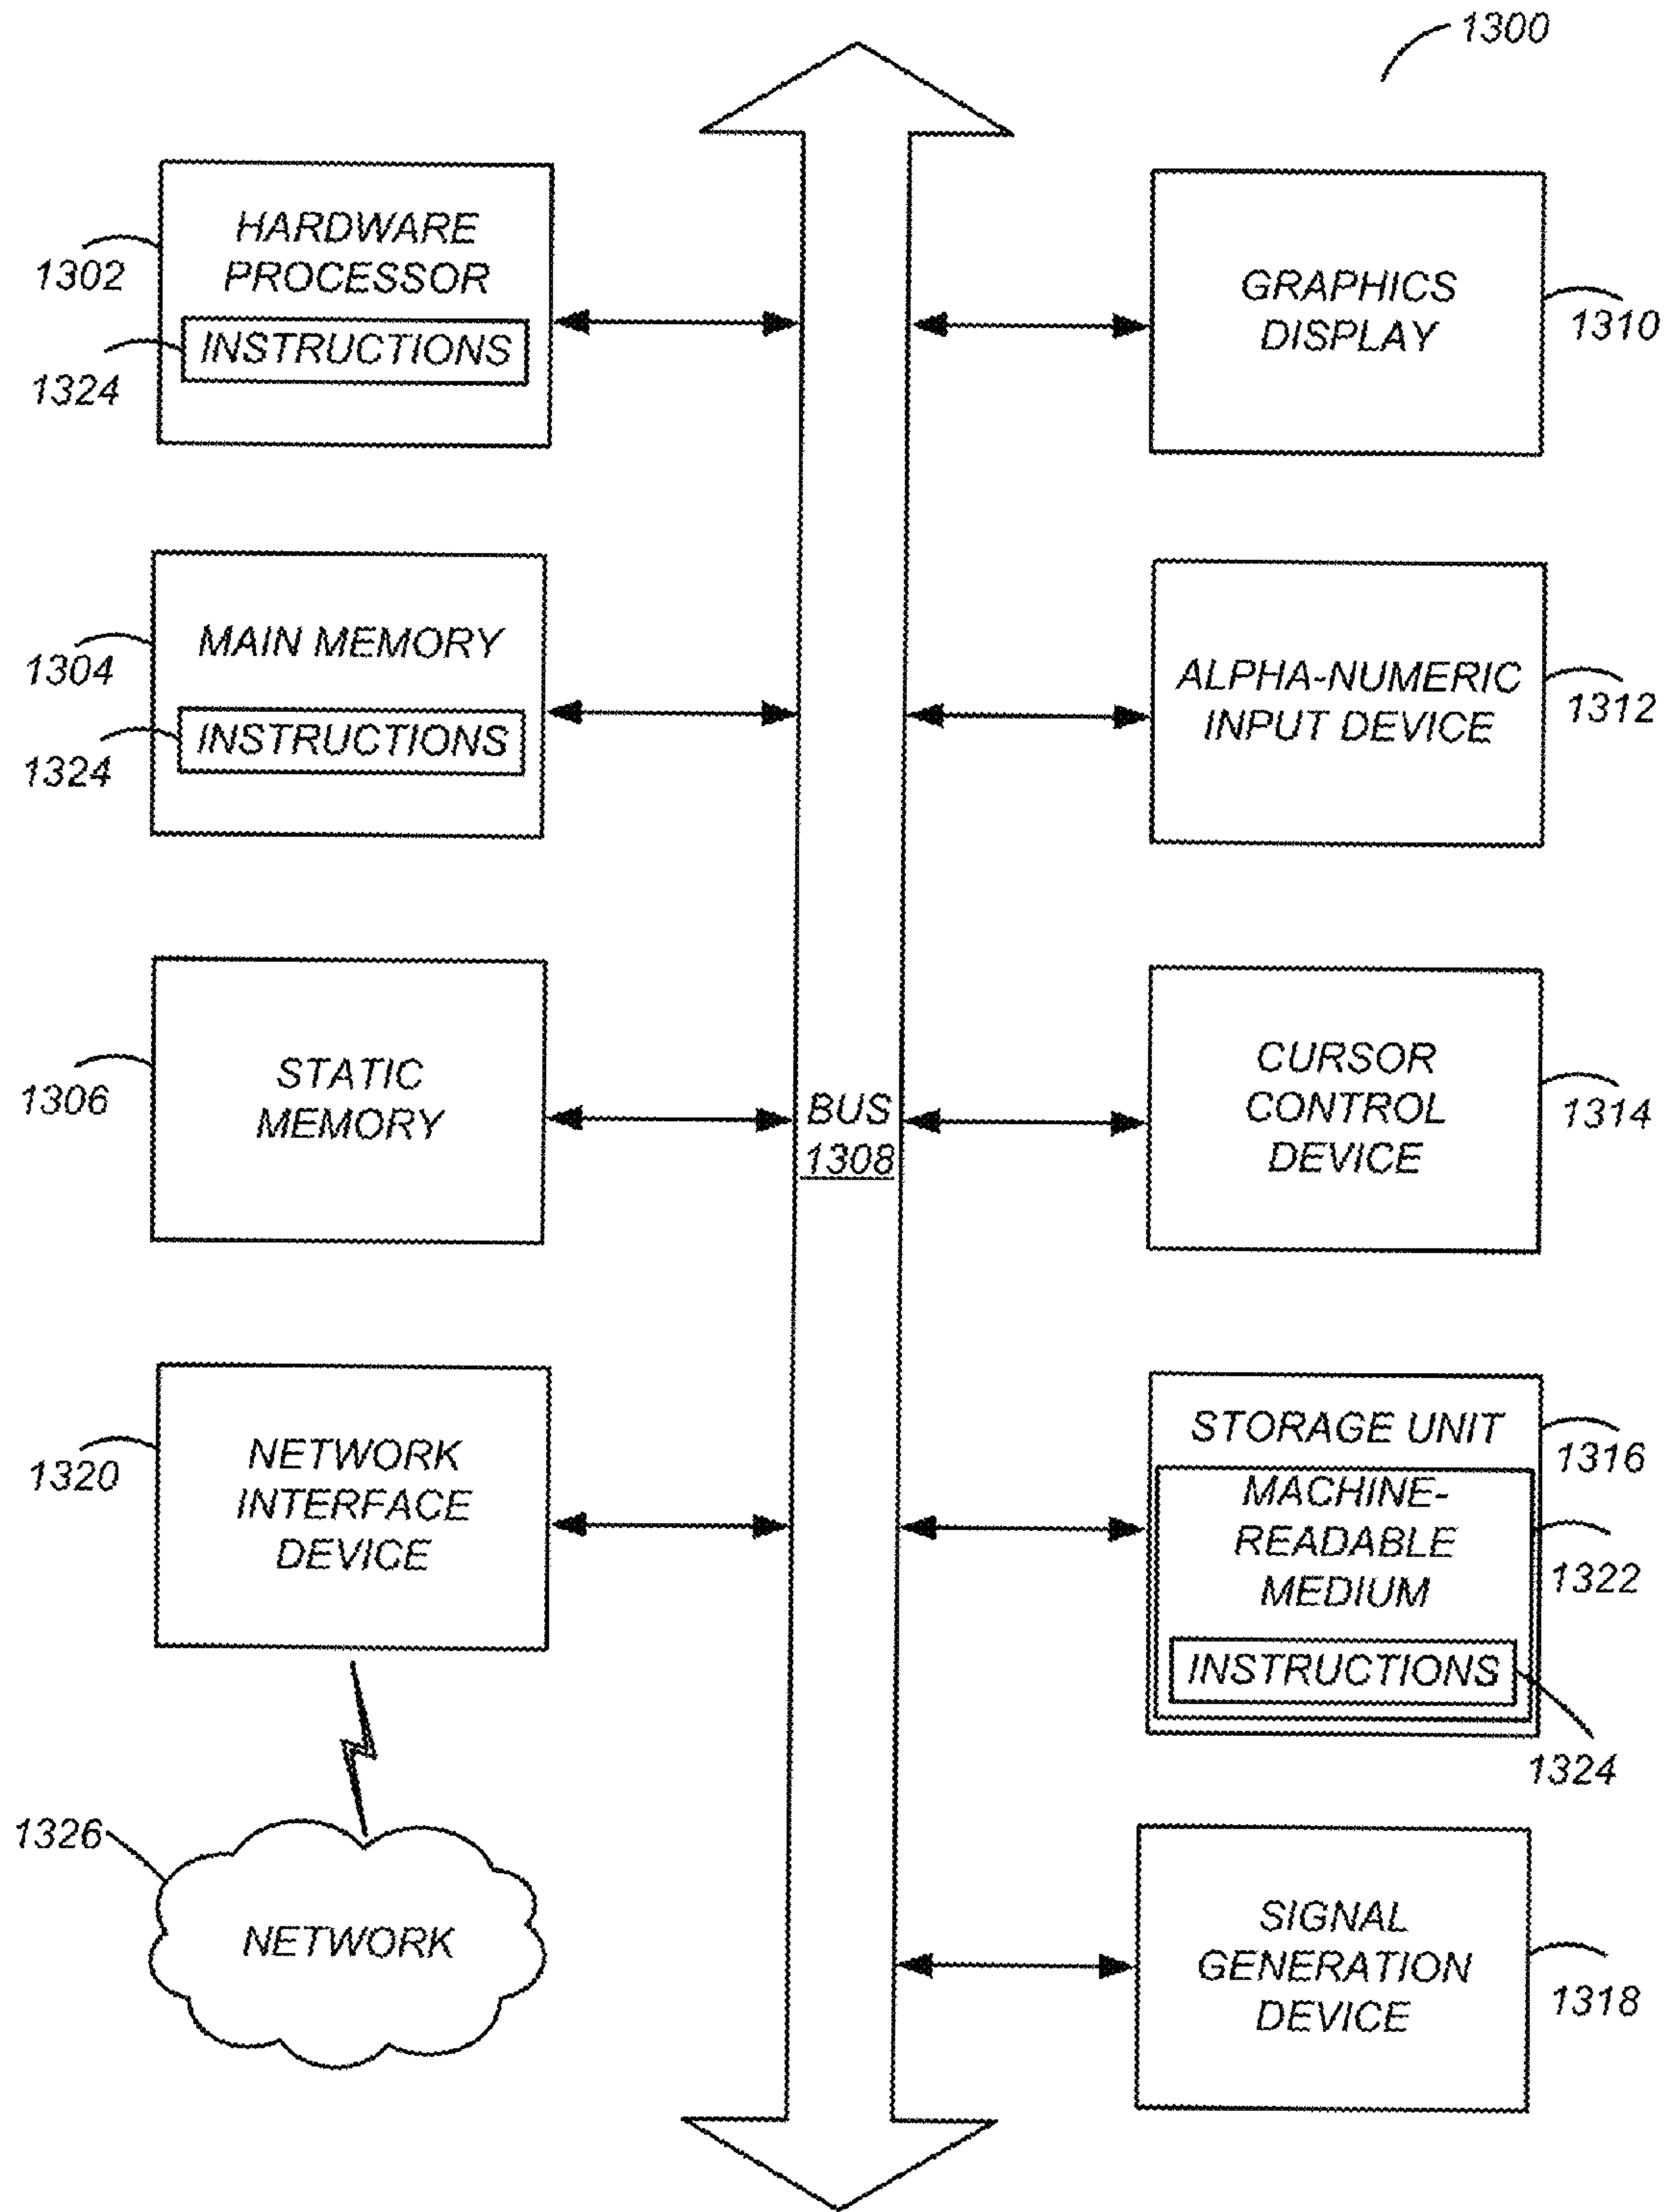 1300
HARDWARE
PROCESSOR
1302
INSTRUCTIONS
1324
GRAPHICS
DISPLAY
1310
MAIN MEMORY
1304
INSTRUCTIONS
1324
ALPHA-NUMERIC
INPUT DEVICE
1312
STATIC
MEMORY
1306
BUS
1308
CURSOR
CONTROL
DEVICE
1314
NETWORK
INTERFACE
DEVICE
1320
STORAGE UNIT
1316
MACHINE-
READABLE
MEDIUM
1322
INSTRUCTIONS
1324
1326
NETWORK
SIGNAL
GENERATION
DEVICE
1318